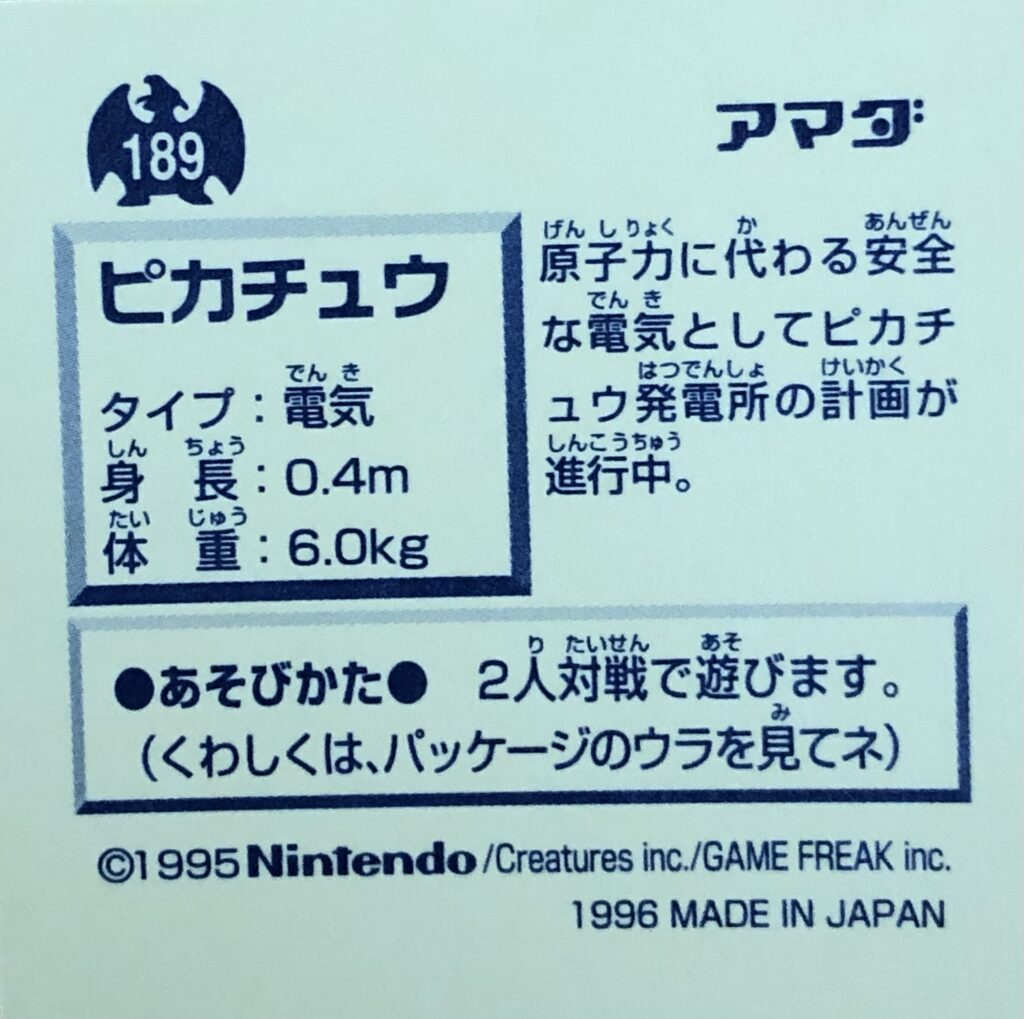 189
アマダ
ピカチュウ
タイプ：電気
身長：0.4m
体重：6.0kg
原子力に代わる安全
な電気としてピカチ
ュウ発電所の計画が
進行中。
●あそびかた● 2人対戦で遊びます。
(くわしくは、パッケージのウラを見てネ)
©1995 Nintendo/Creatures inc./GAME FREAK inc.
1996 MADE IN JAPAN